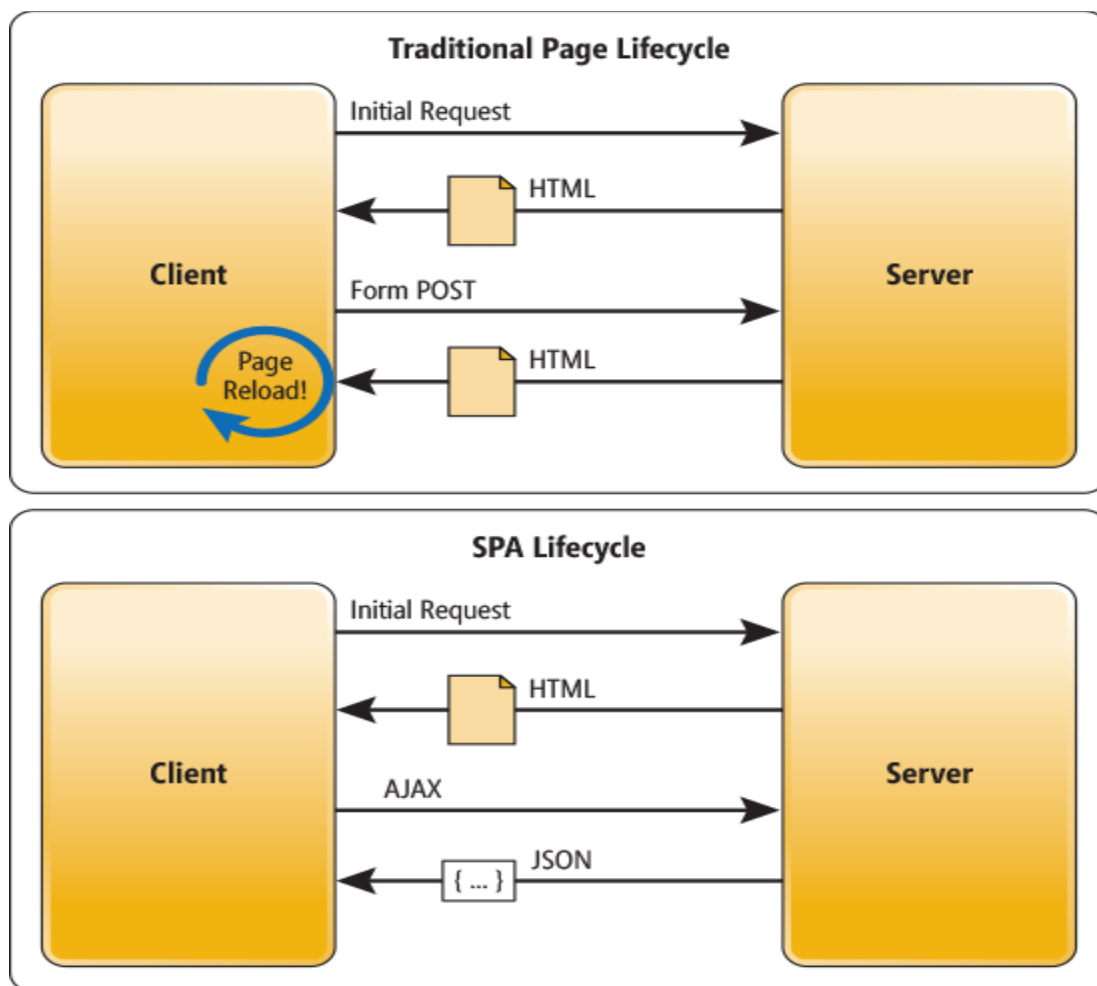 Traditional Page Lifecycle
Initial Request
HTML
Client
Server
Form POST
Page
Reload!
HTML
SPA Lifecycle
Initial Request
HTML
Client
Server
AJAX
JSON
{ ... }